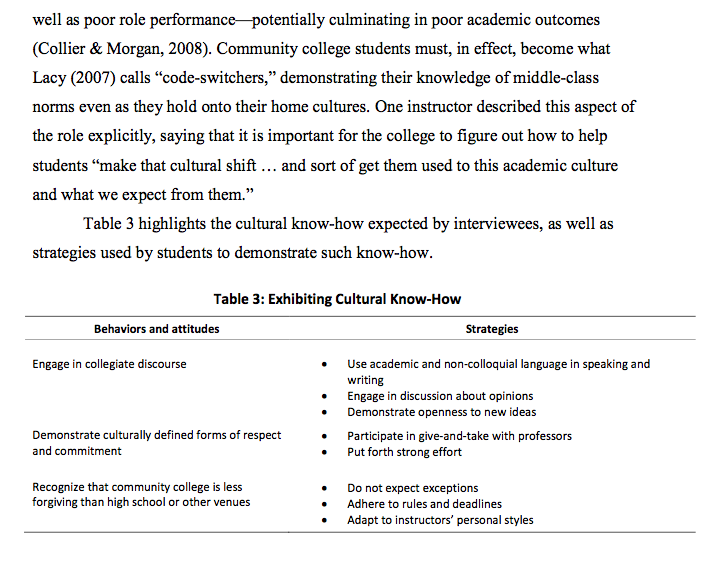 well as poor role performance—potentially culminating in poor academic outcomes
(Collier & Morgan, 2008). Community college students must, in effect, become what
Lacy (2007) calls “code-switchers,” demonstrating their knowledge of middle-class
norms even as they hold onto their home cultures. One instructor described this aspect of
the role explicitly, saying that it is important for the college to figure out how to help
students “make that cultural shift … and sort of get them used to this academic culture
and what we expect from them.”
Table 3 highlights the cultural know-how expected by interviewees, as well as
strategies used by students to demonstrate such know-how.
Table 3: Exhibiting Cultural Know-How
Behaviors and attitudes
Strategies
Engage in collegiate discourse
• Use academic and non-colloquial language in speaking and
writing
• Engage in discussion about opinions
• Demonstrate openness to new ideas
Demonstrate culturally defined forms of respect
and commitment
• Participate in give-and-take with professors
• Put forth strong effort
Recognize that community college is less
forgiving than high school or other venues
• Do not expect exceptions
• Adhere to rules and deadlines
• Adapt to instructors’ personal styles